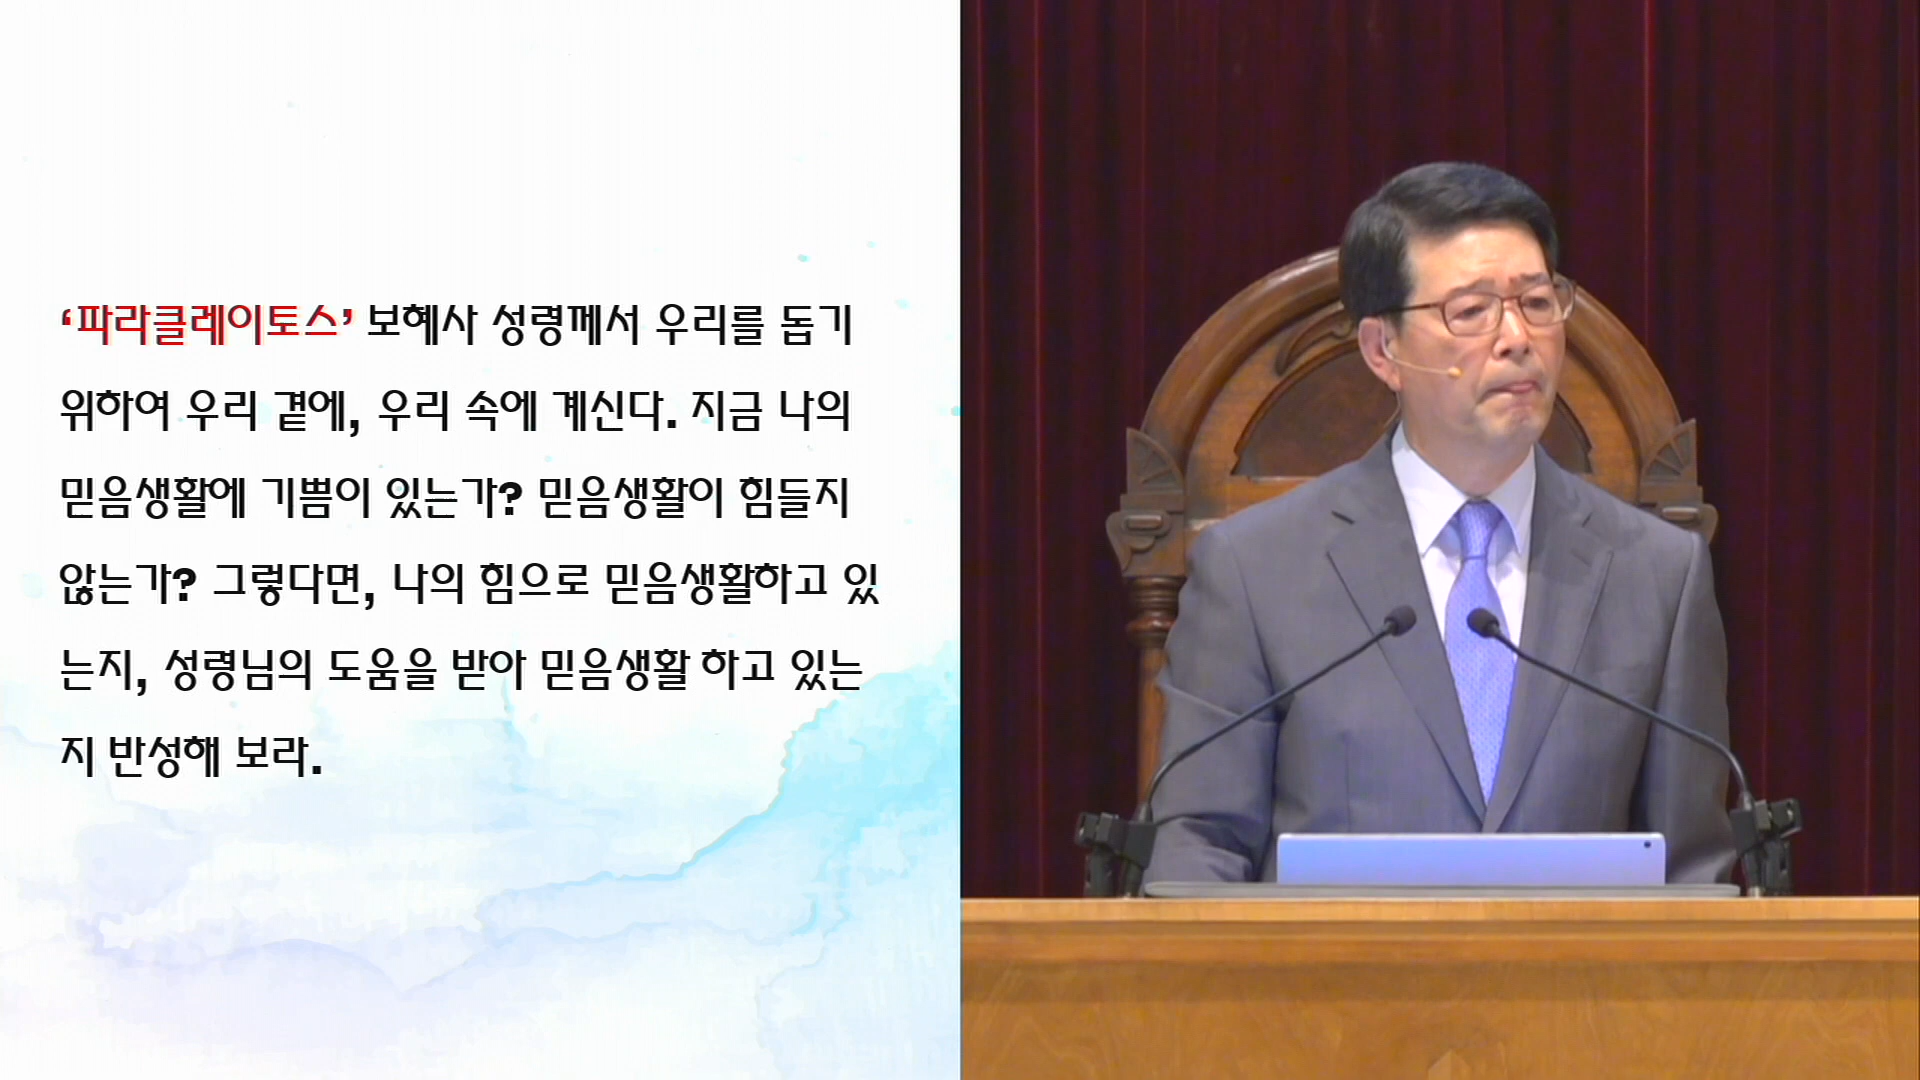 ‘파라클레이토스’ 보혜사 성령께서 우리를 돕기
위하여 우리 곁에, 우리 속에 계신다. 지금 나의
믿음생활에 기쁨이 있는가? 믿음생활이 힘들지
않는가? 그렇다면, 나의 힘으로 믿음생활하고 있
는지, 성령님의 도움을 받아 믿음생활 하고 있는
지 반성해 보라.